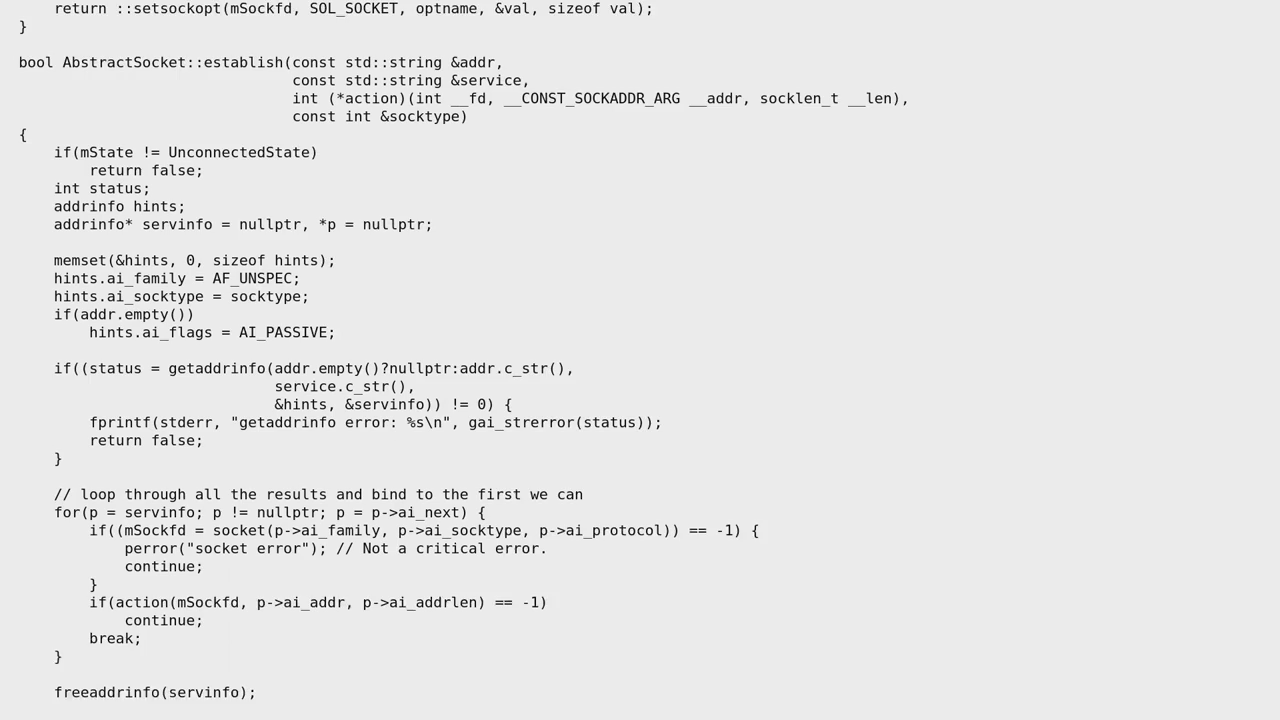 return ::setsockopt(mSockfd, SOL_SOCKET, optname, &val, sizeof val);
}

bool AbstractSocket::establish(const std::string &addr,
                               const std::string &service,
                               int (*action)(int __fd, __CONST_SOCKADDR_ARG __addr, socklen_t __len),
                               const int &socktype)
{
    if(mState != UnconnectedState)
        return false;
    int status;
    addrinfo hints;
    addrinfo* servinfo = nullptr, *p = nullptr;

    memset(&hints, 0, sizeof hints);
    hints.ai_family = AF_UNSPEC;
    hints.ai_socktype = socktype;
    if(addr.empty())
        hints.ai_flags = AI_PASSIVE;

    if((status = getaddrinfo(addr.empty()?nullptr:addr.c_str(),
                             service.c_str(),
                             &hints, &servinfo)) != 0) {
        fprintf(stderr, "getaddrinfo error: %s\n", gai_strerror(status));
        return false;
    }

    // loop through all the results and bind to the first we can
    for(p = servinfo; p != nullptr; p = p->ai_next) {
        if((mSockfd = socket(p->ai_family, p->ai_socktype, p->ai_protocol)) == -1) {
            perror("socket error"); // Not a critical error.
            continue;
        }
        if(action(mSockfd, p->ai_addr, p->ai_addrlen) == -1)
            continue;
        break;
    }

    freeaddrinfo(servinfo);